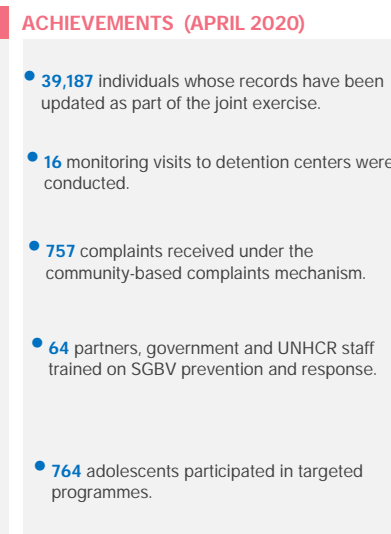 ACHIEVEMENTS (APRIL 2020)
• 39,187 individuals whose records have been
updated as part of the joint exercise.
• 16 monitoring visits to detention centers were
conducted.
• 757 complaints received under the
community-based complaints mechanism.
• 64 partners, government and UNHCR staff
trained on SGBV prevention and response.
• 764 adolescents participated in targeted
programmes.